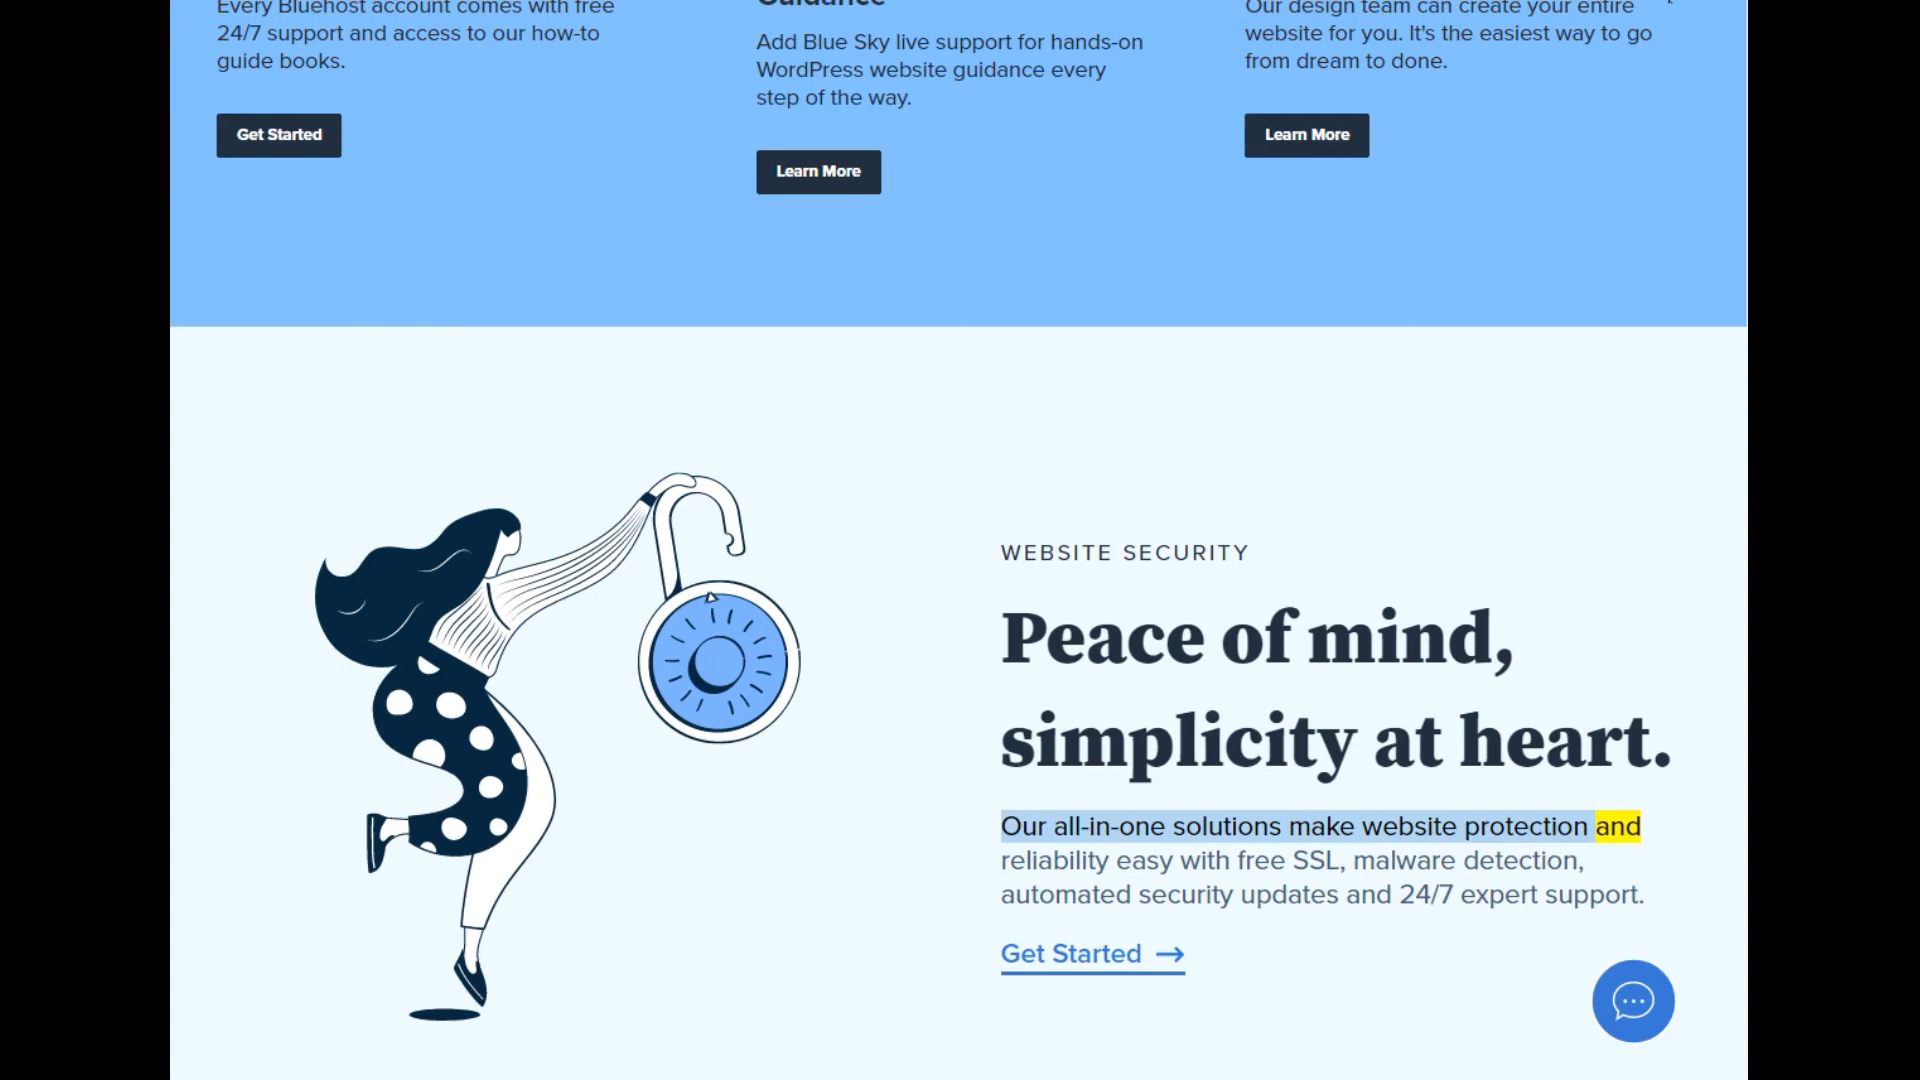 Every Bluehost account comes with free
24/7 support and access to our how-to
guide books.
Get Started
Guidance
Add Blue Sky live support for hands-on
WordPress website guidance every
step of the way.
Learn More
Our design team can create your entire
website for you. It's the easiest way to go
from dream to done.
Learn More
WEBSITE SECURITY
Peace of mind,
simplicity at heart.
Our all-in-one solutions make website protection and
reliability easy with free SSL, malware detection,
automated security updates and 24/7 expert support.
Get Started